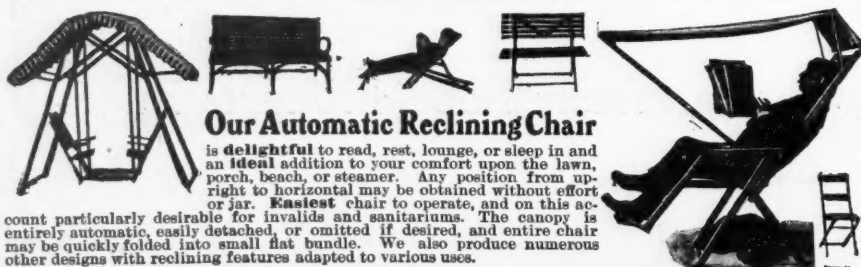 Our Automatic Reclining Chair
is delightful to read, rest, lounge, or sleep in and
an ideal addition to your comfort upon the lawn,
porch, beach, or steamer. Any position from up-
right to horizontal may be obtained without effort
or jar. Easiest chair to operate, and on this ac-
count particularly desirable for invalids and sanitariums. The canopy is
entirely automatic, easily detached, or omitted if desired, and entire chair
may be quickly folded into small flat bundle. We also produce numerous
other designs with reclining features adapted to various uses.